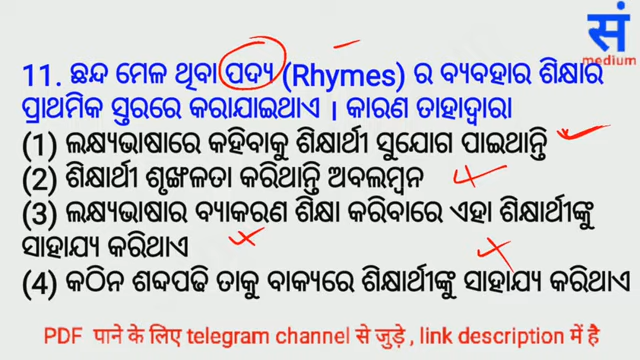 सं
medium
11. ଛନ୍ଦ ମେଳ ଥିବା ପଦ୍ୟ (Rhymes) ର ବ୍ୟବହାର ଶିକ୍ଷାର
ପ୍ରାଥମିକ ସ୍ତରରେ କରାଯାଇଥାଏ । କାରଣ ତାହାଦ୍ୱାରା
(1) ଲକ୍ଷ୍ୟଭାଷାରେ କହିବାକୁ ଶିକ୍ଷାର୍ଥୀ ସୁଯୋଗ ପାଇଥାନ୍ତି
(2) ଶିକ୍ଷାର୍ଥୀ ଶୃଙ୍ଖଳତା କରିଥାନ୍ତି ଅବଲମ୍ବନ
(3) ଲକ୍ଷ୍ୟଭାଷାର ବ୍ୟାକରଣ ଶିକ୍ଷା କରିବାରେ ଏହା ଶିକ୍ଷାର୍ଥୀଙ୍କୁ
ସାହାଯ୍ୟ କରିଥାଏ
(4) କଠିନ ଶବ୍ଦପଢି ତାକୁ ବାକ୍ୟରେ ଶିକ୍ଷାର୍ଥୀଙ୍କୁ ସାହାଯ୍ୟ କରିଥାଏ
PDF पाने के लिए telegram channel से जुड़े , link description में है